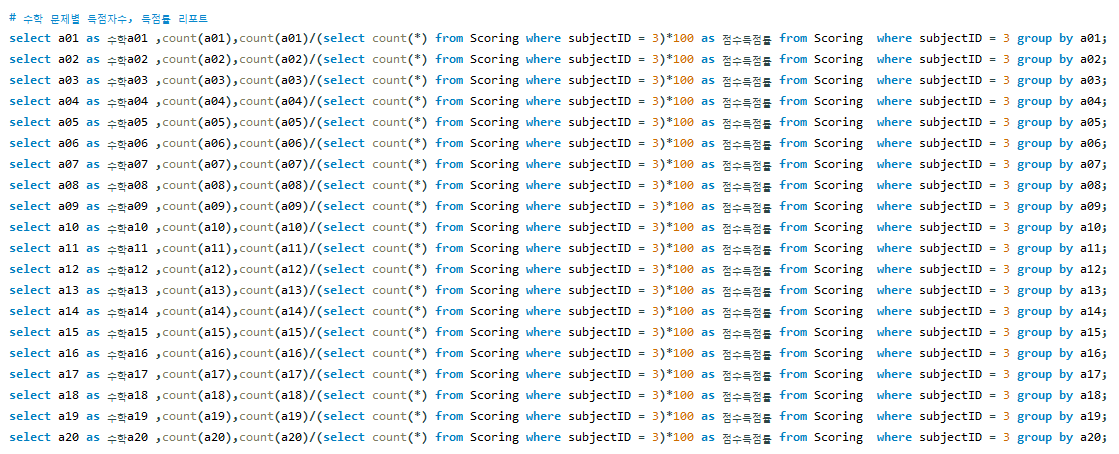 # 수학 문제별 득점자수, 득점률 리포트
select a01 as 수학a01 ,count(a01),count(a01)/(select count(*) from Scoring where subjectID = 3)*100 as 점수득점률 from Scoring  where subjectID = 3 group by a01;
select a02 as 수학a02 ,count(a02),count(a02)/(select count(*) from Scoring where subjectID = 3)*100 as 점수득점률 from Scoring  where subjectID = 3 group by a02;
select a03 as 수학a03 ,count(a03),count(a03)/(select count(*) from Scoring where subjectID = 3)*100 as 점수득점률 from Scoring  where subjectID = 3 group by a03;
select a04 as 수학a04 ,count(a04),count(a04)/(select count(*) from Scoring where subjectID = 3)*100 as 점수득점률 from Scoring  where subjectID = 3 group by a04;
select a05 as 수학a05 ,count(a05),count(a05)/(select count(*) from Scoring where subjectID = 3)*100 as 점수득점률 from Scoring  where subjectID = 3 group by a05;
select a06 as 수학a06 ,count(a06),count(a06)/(select count(*) from Scoring where subjectID = 3)*100 as 점수득점률 from Scoring  where subjectID = 3 group by a06;
select a07 as 수학a07 ,count(a07),count(a07)/(select count(*) from Scoring where subjectID = 3)*100 as 점수득점률 from Scoring  where subjectID = 3 group by a07;
select a08 as 수학a08 ,count(a08),count(a08)/(select count(*) from Scoring where subjectID = 3)*100 as 점수득점률 from Scoring  where subjectID = 3 group by a08;
select a09 as 수학a09 ,count(a09),count(a09)/(select count(*) from Scoring where subjectID = 3)*100 as 점수득점률 from Scoring  where subjectID = 3 group by a09;
select a10 as 수학a10 ,count(a10),count(a10)/(select count(*) from Scoring where subjectID = 3)*100 as 점수득점률 from Scoring  where subjectID = 3 group by a10;
select a11 as 수학a11 ,count(a11),count(a11)/(select count(*) from Scoring where subjectID = 3)*100 as 점수득점률 from Scoring  where subjectID = 3 group by a11;
select a12 as 수학a12 ,count(a12),count(a12)/(select count(*) from Scoring where subjectID = 3)*100 as 점수득점률 from Scoring  where subjectID = 3 group by a12;
select a13 as 수학a13 ,count(a13),count(a13)/(select count(*) from Scoring where subjectID = 3)*100 as 점수득점률 from Scoring  where subjectID = 3 group by a13;
select a14 as 수학a14 ,count(a14),count(a14)/(select count(*) from Scoring where subjectID = 3)*100 as 점수득점률 from Scoring  where subjectID = 3 group by a14;
select a15 as 수학a15 ,count(a15),count(a15)/(select count(*) from Scoring where subjectID = 3)*100 as 점수득점률 from Scoring  where subjectID = 3 group by a15;
select a16 as 수학a16 ,count(a16),count(a16)/(select count(*) from Scoring where subjectID = 3)*100 as 점수득점률 from Scoring  where subjectID = 3 group by a16;
select a17 as 수학a17 ,count(a17),count(a17)/(select count(*) from Scoring where subjectID = 3)*100 as 점수득점률 from Scoring  where subjectID = 3 group by a17;
select a18 as 수학a18 ,count(a18),count(a18)/(select count(*) from Scoring where subjectID = 3)*100 as 점수득점률 from Scoring  where subjectID = 3 group by a18;
select a19 as 수학a19 ,count(a19),count(a19)/(select count(*) from Scoring where subjectID = 3)*100 as 점수득점률 from Scoring  where subjectID = 3 group by a19;
select a20 as 수학a20 ,count(a20),count(a20)/(select count(*) from Scoring where subjectID = 3)*100 as 점수득점률 from Scoring  where subjectID = 3 group by a20;